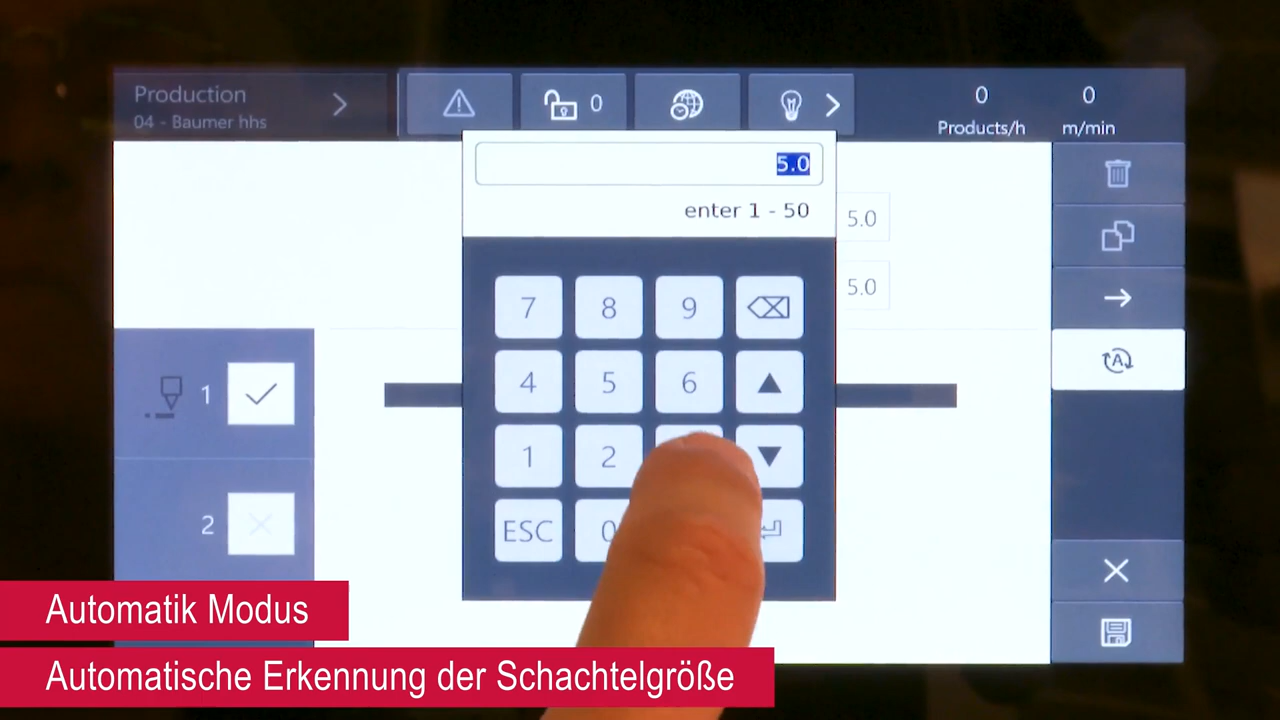 Production
04 - Baumer hhs
0
0
Products/h
0
m/min
5.0
enter 1 - 50
5.0
5.0
7
8
9
4
5
6
1
2
ESC
0
1
2
A
Automatik Modus
Automatische Erkennung der Schachtelgröße